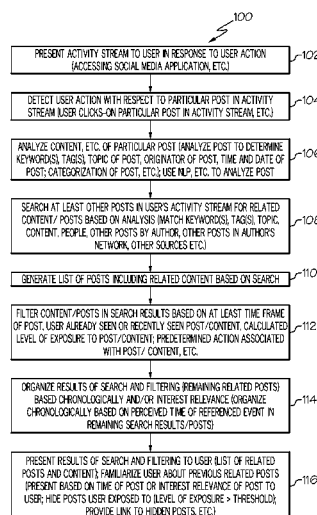 100
PRESENT ACTIVITY STREAM TO USER IN RESPONSE TO USER ACTION
(ACCESSING SOCIAL MEDIA APPLICATION, ETC.)
102
DETECT USER ACTION WITH RESPECT TO PARTICULAR POST IN ACTIVITY
STREAM (USER CLICKS-ON PARTICULAR POST IN ACTIVITY STREAM, ETC.)
104
ANALYZE CONTENT, ETC. OF PARTICULAR POST (ANALYZE POST TO DETERMINE
KEYWORD(S), TAG(S), TOPIC OF POST, ORIGINATOR OF POST, TIME AND DATE OF
POST; CATEGORIZATION OF POST, ETC.); USE NLP, ETC. TO ANALYZE POST
106
SEARCH AT LEAST OTHER POSTS IN USER'S ACTIVITY STREAM FOR RELATED
CONTENT/ POSTS BASED ON ANALYSIS (MATCH KEYWORD(S), TAG(S), TOPIC,
CONTENT, PEOPLE, OTHER POSTS BY AUTHOR, OTHER POSTS IN AUTHOR'S
NETWORK, OTHER SOURCES ETC.)
108
GENERATE LIST OF POSTS INCLUDING RELATED CONTENT BASED ON SEARCH
110
FILTER CONTENT/POSTS IN SEARCH RESULTS BASED ON AT LEAST TIME FRAME
OF POST, USER ALREADY SEEN OR RECENTLY SEEN POST/CONTENT, CALCULATED
LEVEL OF EXPOSURE TO POST/CONTENT; PREDETERMINED ACTION ASSOCIATED
WITH POST/ CONTENT, ETC.
112
ORGANIZE RESULTS OF SEARCH AND FILTERING (REMAINING RELATED POSTS)
BASED CHRONOLOGICALLY AND/OR INTEREST RELEVANCE (ORGANIZE
CHRONOLOGICALLY BASED ON PERCEIVED TIME OF REFERENCED EVENT IN
REMAINING SEARCH RESULTS/POSTS)
114
PRESENT RESULTS OF SEARCH AND FILTERING TO USER (LIST OF RELATED
POSTS AND CONTENT); FAMILIARIZE USER ABOUT PREVIOUS RELATED POSTS
(PRESENT BASED ON TIME OF POST OR INTEREST RELEVANCE OF POST TO
USER; HIDE POSTS USER EXPOSED TO (LEVEL OF EXPOSURE > THRESHOLD);
PROVIDE LINK TO HIDDEN POSTS, ETC.)
116